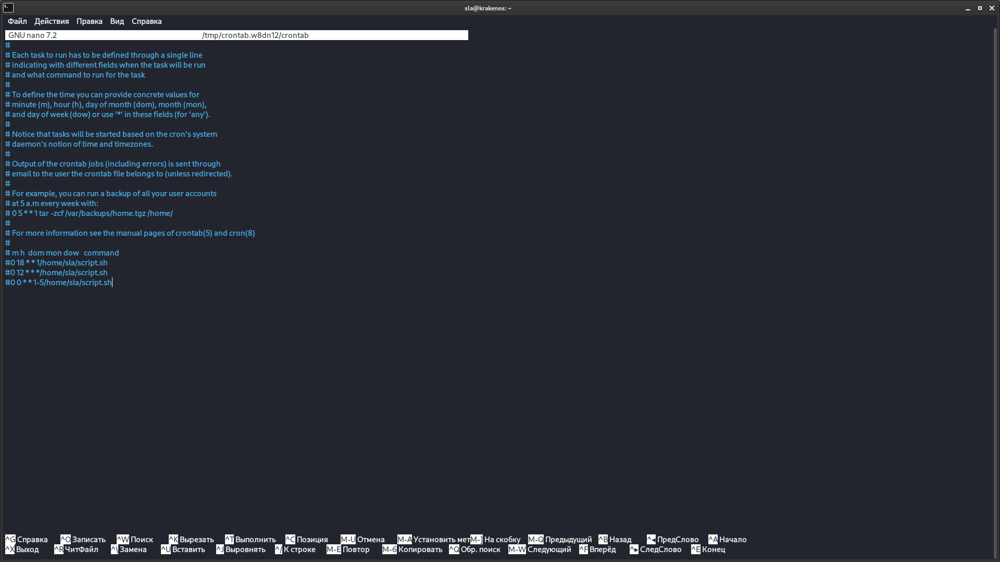 sla@krakenos: ~
Файл Действия Правка Вид Справка
GNU nano 7.2 /tmp/crontab.w8dn12/crontab
#
# Each task to run has to be defined through a single line
# indicating with different fields when the task will be run
# and what command to run for the task
#
# To define the time you can provide concrete values for
# minute (m), hour (h), day of month (dom), month (mon),
# and day of week (dow) or use '*' in these fields (for 'any').
#
# Notice that tasks will be started based on the cron's system
# daemon's notion of time and timezones.
#
# Output of the crontab jobs (including errors) is sent through
# email to the user the crontab file belongs to (unless redirected).
#
# For example, you can run a backup of all your user accounts
# at 5 a.m every week with:
# 0 5 * * 1 tar -zcf /var/backups/home.tgz /home/
#
# For more information see the manual pages of crontab(5) and cron(8)
#
# m h  dom mon dow   command
#0 18 * * 1/home/sla/script.sh
#0 12 * * */home/sla/script.sh
#0 0 * * 1-5/home/sla/script.sh
^G Справка ^O Записать ^W Поиск ^K Вырезать ^T Выполнить ^C Позиция M-U Отмена M-A Установить мет M-] На скобку M-Q Предыдущий ^B Назад ^◂ ПредСлово ^A Начало
^X Выход ^R ЧитФайл ^\ Замена ^U Вставить ^J Выровнять ^/ К строке M-E Повтор M-6 Копировать ^Q Обр. поиск M-W Следующий ^F Вперёд ^▸ СледСлово ^E Конец